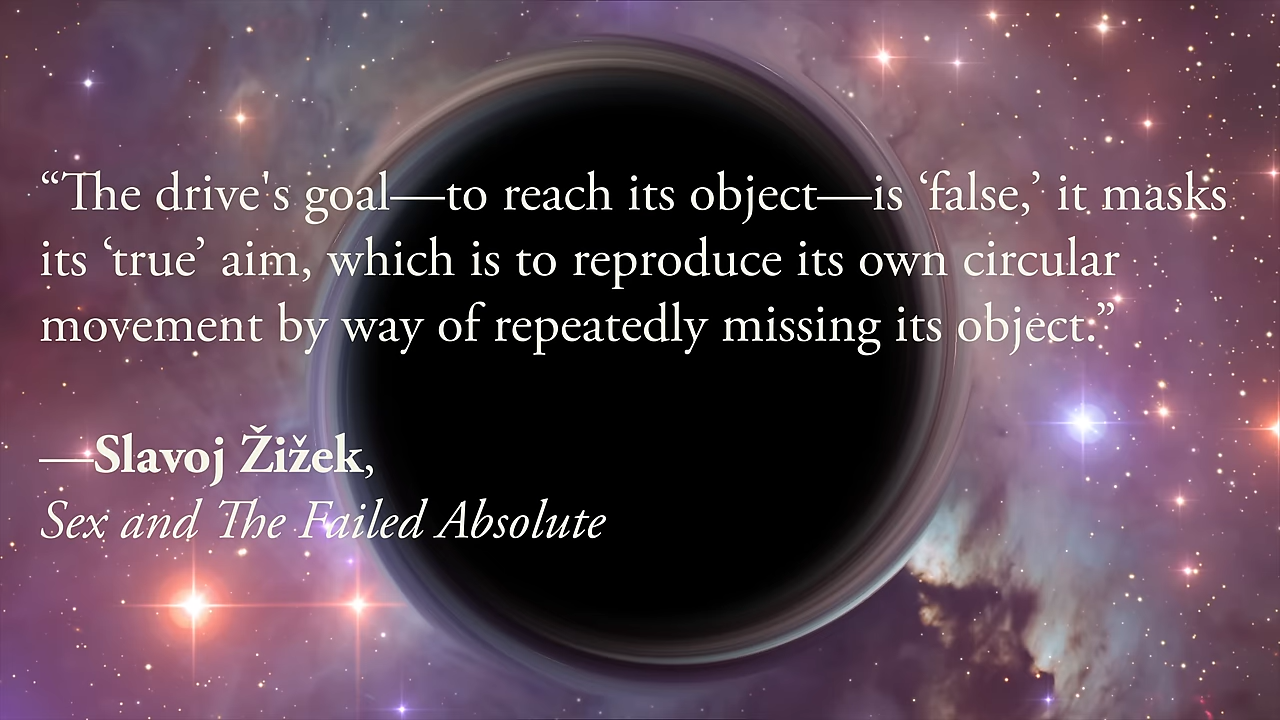 “The drive's goal—to reach its object—is ‘false,’ it masks
its ‘true’ aim, which is to reproduce its own circular
movement by way of repeatedly missing its object.”
—Slavoj Žižek,
Sex and The Failed Absolute